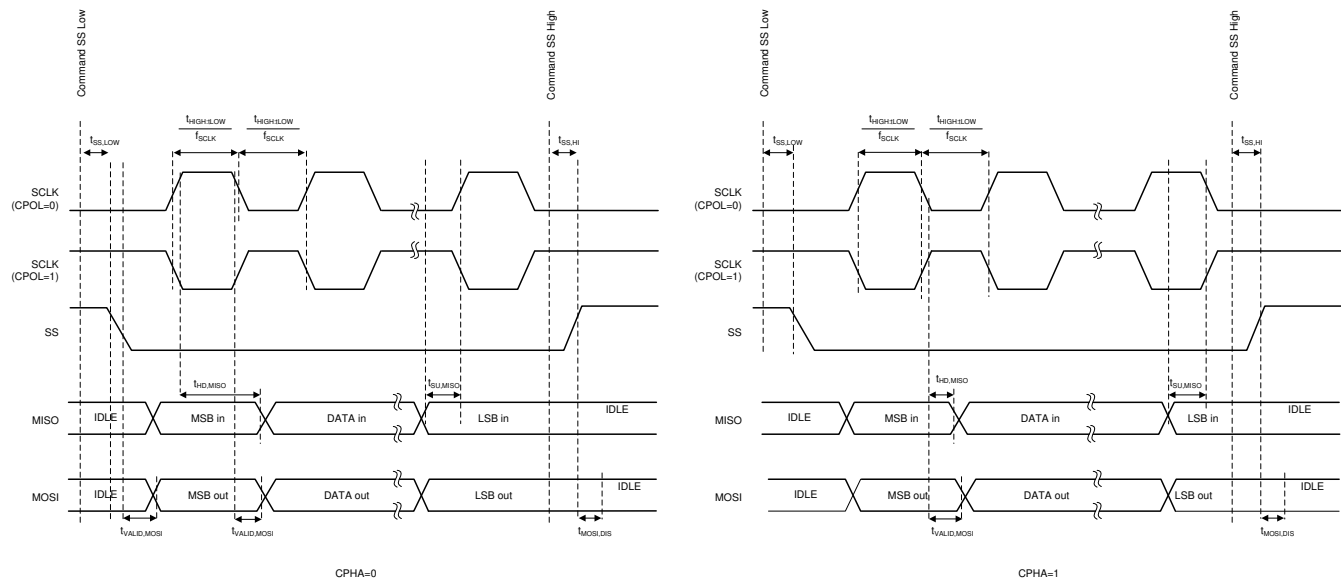 Command SS Low
Command SS High
tHIGH:tLOW
fSCLK
tHIGH:tLOW
fSCLK
tSS,LOW
tSS,HI
SCLK
(CPOL=0)
SCLK
(CPOL=1)
SS
tHD,MISO
tSU,MISO
MISO
IDLE
MSB in
DATA in
LSB in
IDLE
MOSI
IDLE
MSB out
DATA out
LSB out
IDLE
tVALID,MOSI
tVALID,MOSI
tMOSI,DIS
CPHA=0
Command SS Low
Command SS High
tHIGH:tLOW
fSCLK
tHIGH:tLOW
fSCLK
tSS,LOW
tSS,HI
SCLK
(CPOL=0)
SCLK
(CPOL=1)
SS
tHD,MISO
tSU,MISO
MISO
IDLE
MSB in
DATA in
LSB in
IDLE
MOSI
IDLE
MSB out
DATA out
LSB out
IDLE
tVALID,MOSI
tMOSI,DIS
CPHA=1